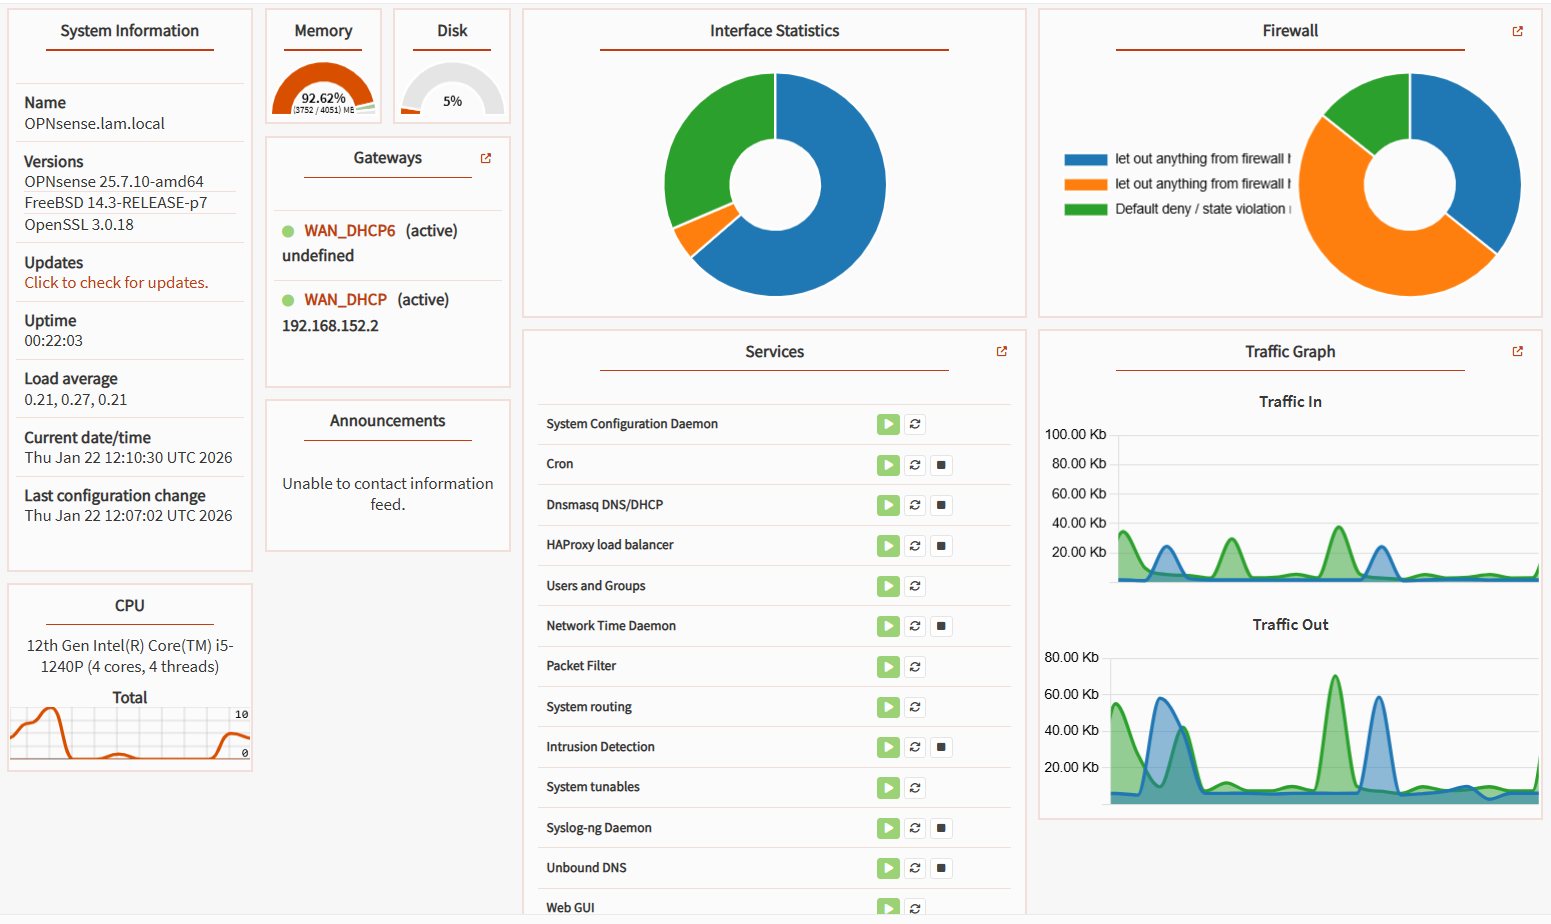 System Information
Name
OPNsense.lam.local
Versions
OPNsense 25.7.10-amd64
FreeBSD 14.3-RELEASE-p7
OpenSSL 3.0.18
Updates
Click to check for updates.
Uptime
00:22:03
Load average
0.21, 0.27, 0.21
Current date/time
Thu Jan 22 12:10:30 UTC 2026
Last configuration change
Thu Jan 22 12:07:02 UTC 2026
CPU
12th Gen Intel(R) Core(TM) i5-
1240P (4 cores, 4 threads)
Total
10
0
Memory
92.62%
(3752 / 4051) MB
Disk
5%
Gateways
WAN_DHCP6 (active)
undefined
WAN_DHCP (active)
192.168.152.2
Announcements
Unable to contact information
feed.
Interface Statistics
Services
System Configuration Daemon
Cron
Dnsmasq DNS/DHCP
HAProxy load balancer
Users and Groups
Network Time Daemon
Packet Filter
System routing
Intrusion Detection
System tunables
Syslog-ng Daemon
Unbound DNS
Web GUI
Firewall
let out anything from firewall
let out anything from firewall
Default deny / state violation
Traffic Graph
Traffic In
100.00 Kb
80.00 Kb
60.00 Kb
40.00 Kb
20.00 Kb
Traffic Out
80.00 Kb
60.00 Kb
40.00 Kb
20.00 Kb